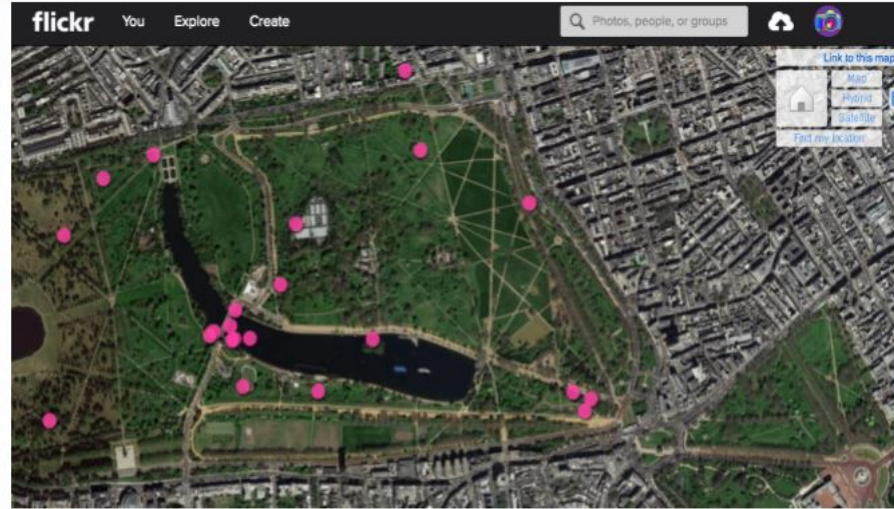 flickr You Explore Create Photos, people, or groups
Link to this map
Map
Hybrid
Satellite
Find my location